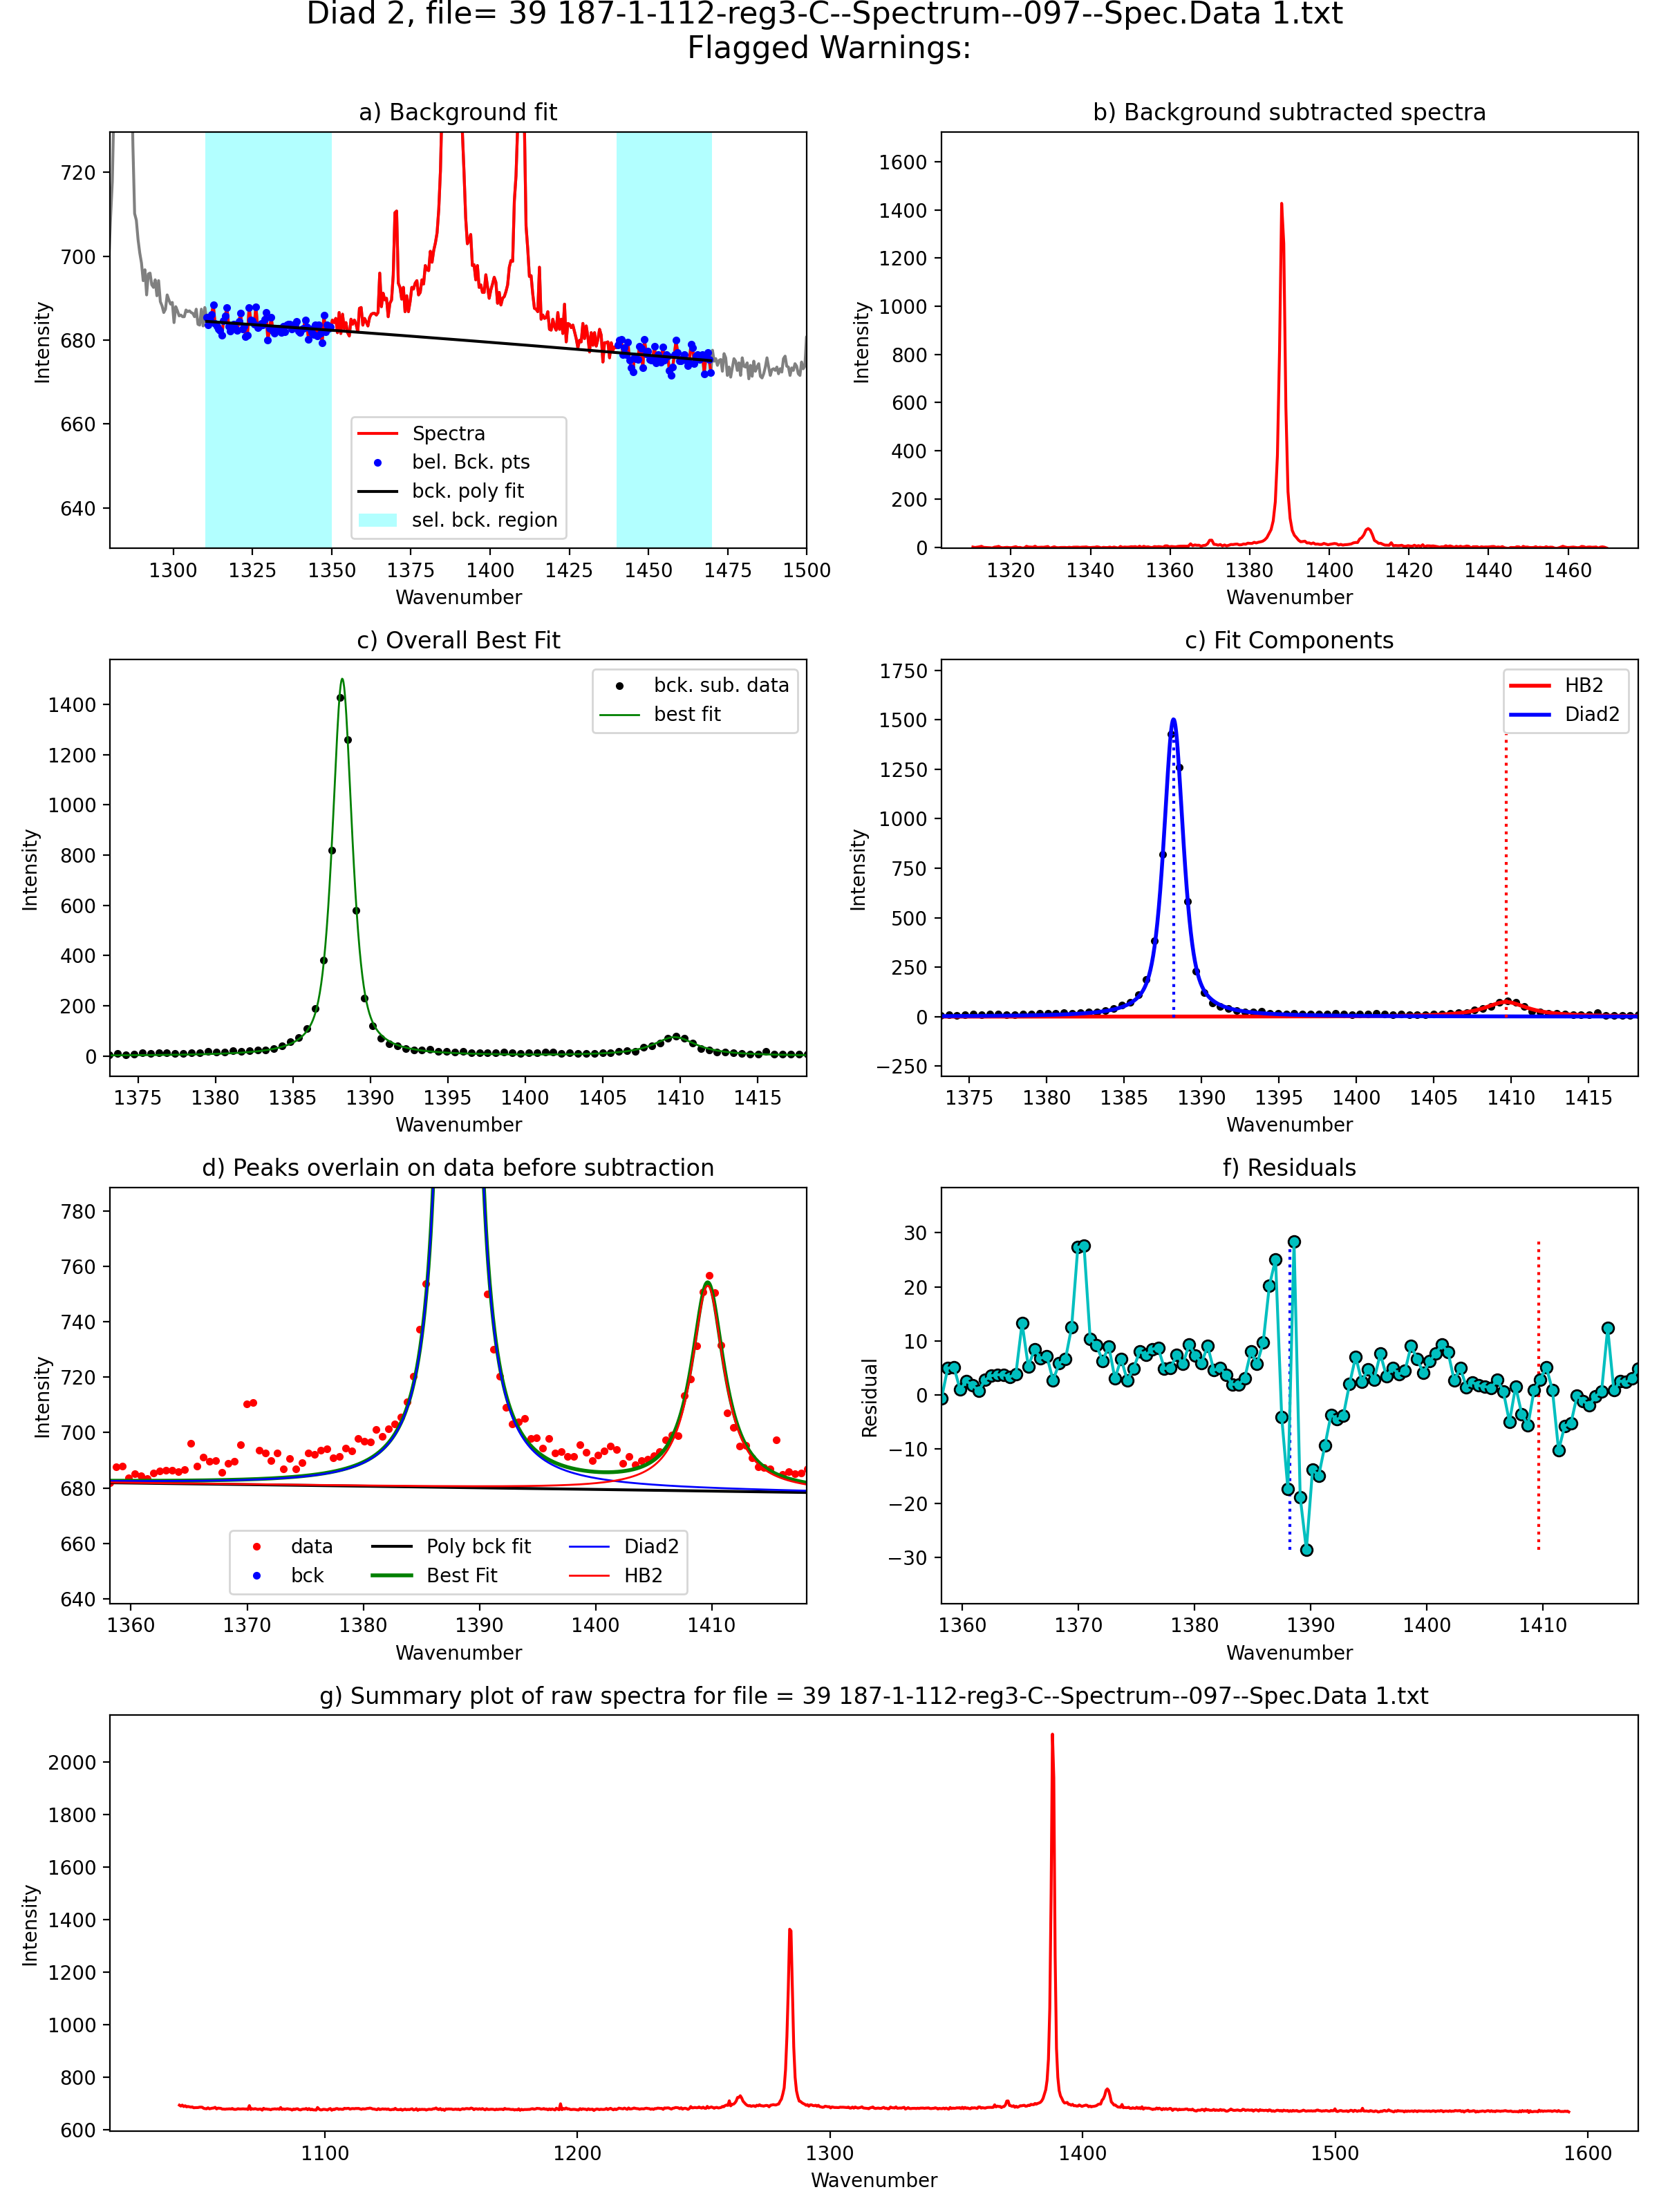 Diad 2, file= 39 187-1-112-reg3-C--Spectrum--097--Spec.Data 1.txt
Flagged Warnings:
a) Background fit
Intensity
720
700
680
660
640
Spectra
bel. Bck. pts
bck. poly fit
sel. bck. region
1300 1325 1350 1375 1400 1425 1450 1475 1500
Wavenumber
b) Background subtracted spectra
Intensity
1600
1400
1200
1000
800
600
400
200
0
1320 1340 1360 1380 1400 1420 1440 1460
Wavenumber
c) Overall Best Fit
Intensity
1400
1200
1000
800
600
400
200
0
bck. sub. data
best fit
1375 1380 1385 1390 1395 1400 1405 1410 1415
Wavenumber
c) Fit Components
Intensity
1750
1500
1250
1000
750
500
250
0
−250
HB2
Diad2
1375 1380 1385 1390 1395 1400 1405 1410 1415
Wavenumber
d) Peaks overlain on data before subtraction
Intensity
780
760
740
720
700
680
660
640
data
bck
Poly bck fit
Best Fit
Diad2
HB2
1360 1370 1380 1390 1400 1410
Wavenumber
f) Residuals
Residual
30
20
10
0
−10
−20
−30
1360 1370 1380 1390 1400 1410
Wavenumber
g) Summary plot of raw spectra for file = 39 187-1-112-reg3-C--Spectrum--097--Spec.Data 1.txt
Intensity
2000
1800
1600
1400
1200
1000
800
600
1100 1200 1300 1400 1500 1600
Wavenumber